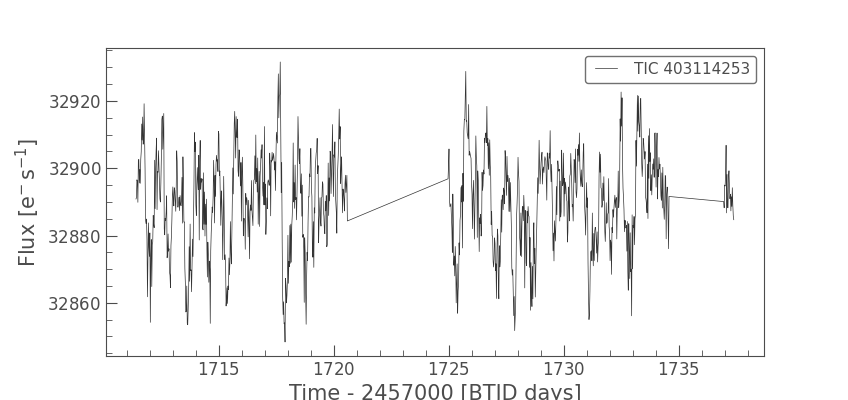 TIC 403114253
32920
32900
32880
32860
Flux [e⁻ s⁻¹]
1715 1720 1725 1730 1735
Time - 2457000 [BTJD days]